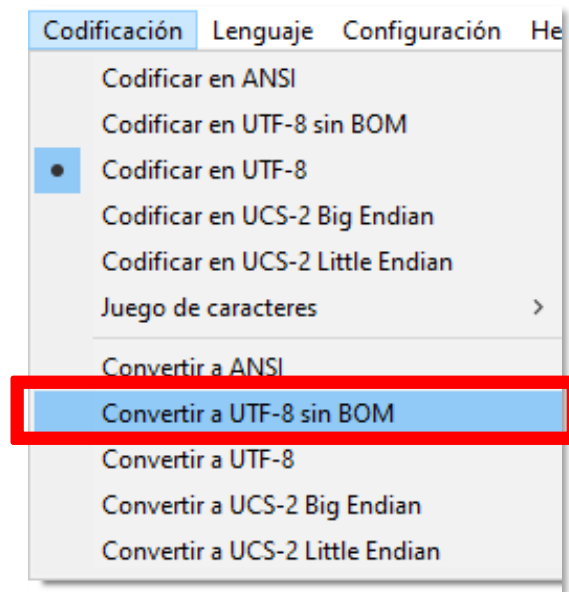 Codificación Lenguaje Configuración He
Codificar en ANSI
Codificar en UTF-8 sin BOM
Codificar en UTF-8
Codificar en UCS-2 Big Endian
Codificar en UCS-2 Little Endian
Juego de caracteres
Convertir a ANSI
Convertir a UTF-8 sin BOM
Convertir a UTF-8
Convertir a UCS-2 Big Endian
Convertir a UCS-2 Little Endian